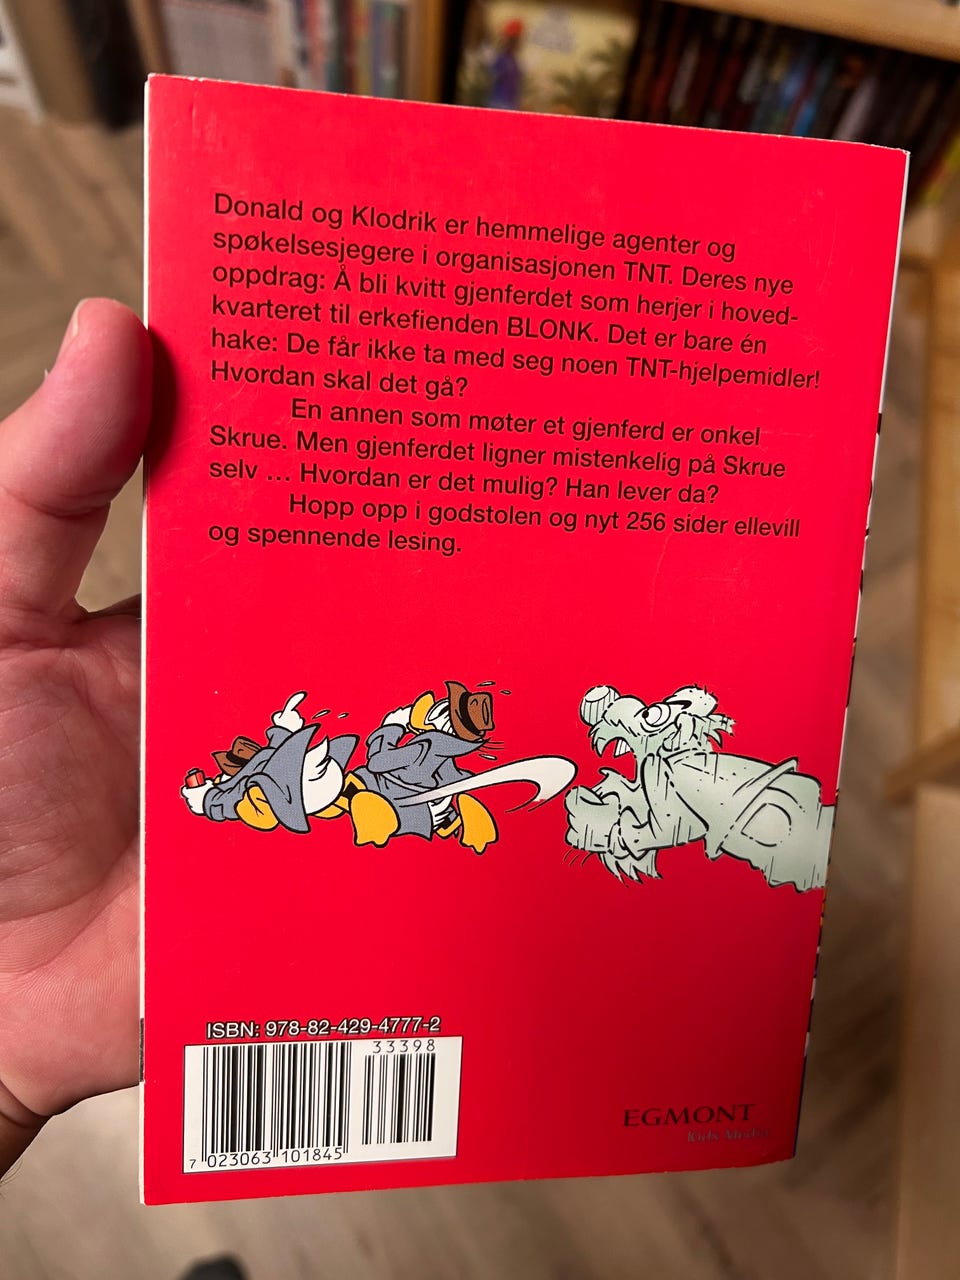 Donald og Klodrik er hemmelige agenter og
spøkelsesjegere i organisasjonen TNT. Deres nye
oppdrag: Å bli kvitt gjenferdet som herjer i hoved-
kvarteret til erkefienden BLONK. Det er bare én
hake: De får ikke ta med seg noen TNT-hjelpemidler!
Hvordan skal det gå?
En annen som møter et gjenferd er onkel
Skrue. Men gjenferdet ligner mistenkelig på Skrue
selv ... Hvordan er det mulig? Han lever da?
Hopp opp i godstolen og nyt 256 sider ellevill
og spennende lesing.
ISBN: 978-82-429-4777-2
33398
7 023063 101845
EGMONT
Kids Media